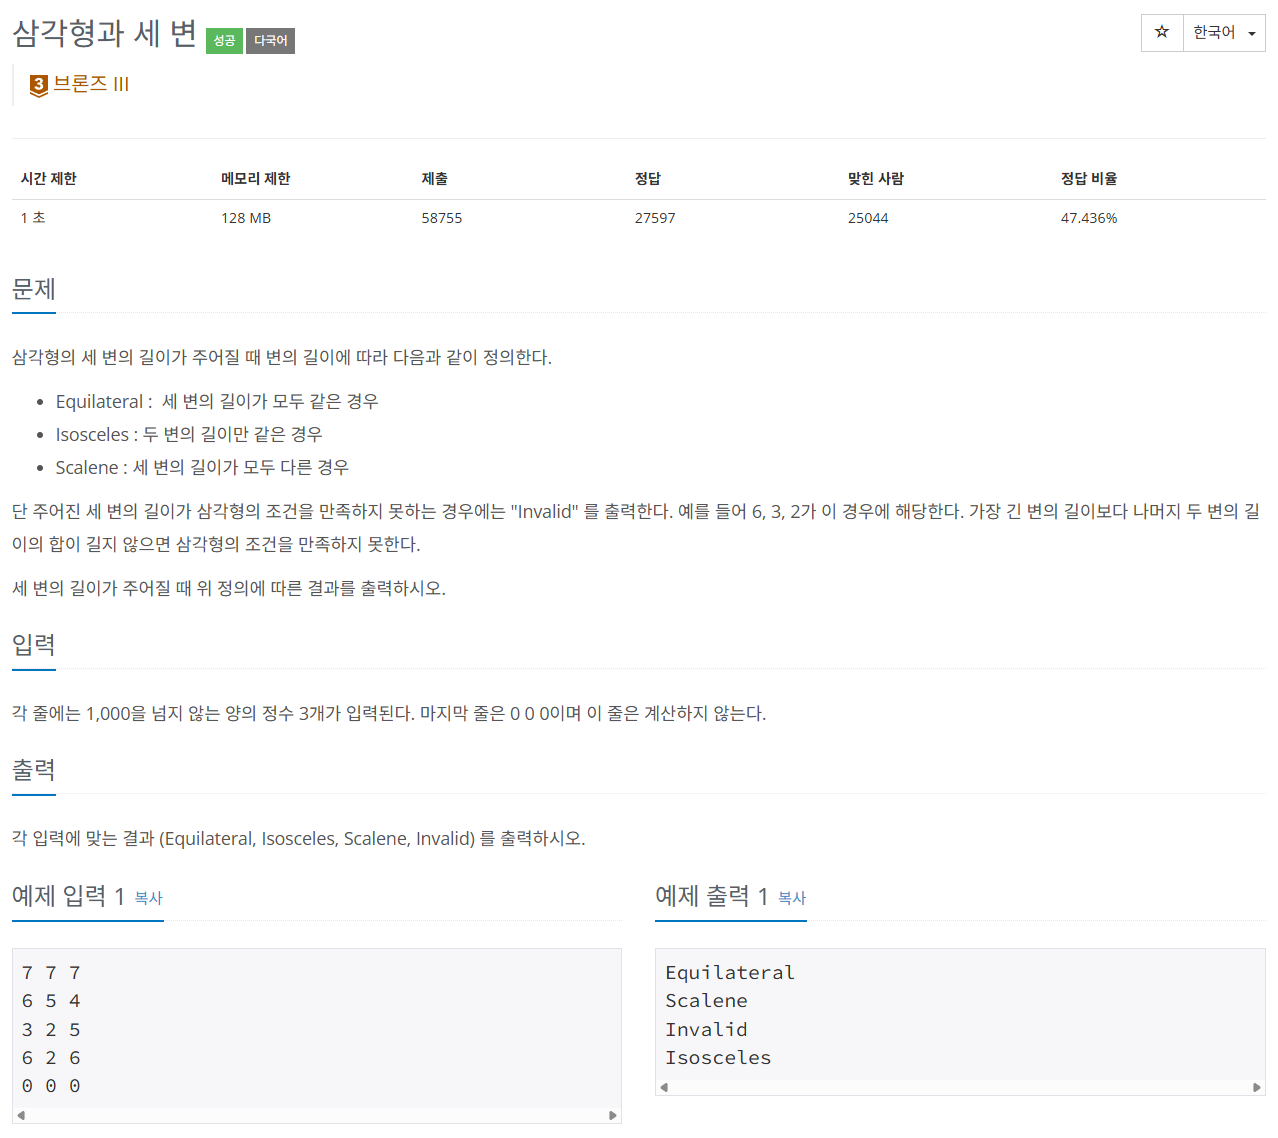 삼각형과 세 변 성공 다국어
☆ 한국어
3 브론즈 III
시간 제한 메모리 제한 제출 정답 맞힌 사람 정답 비율
1 초 128 MB 58755 27597 25044 47.436%
문제
삼각형의 세 변의 길이가 주어질 때 변의 길이에 따라 다음과 같이 정의한다.
• Equilateral : 세 변의 길이가 모두 같은 경우
• Isosceles : 두 변의 길이만 같은 경우
• Scalene : 세 변의 길이가 모두 다른 경우
단 주어진 세 변의 길이가 삼각형의 조건을 만족하지 못하는 경우에는 "Invalid" 를 출력한다. 예를 들어 6, 3, 2가 이 경우에 해당한다. 가장 긴 변의 길이보다 나머지 두 변의 길
이의 합이 길지 않으면 삼각형의 조건을 만족하지 못한다.
세 변의 길이가 주어질 때 위 정의에 따른 결과를 출력하시오.
입력
각 줄에는 1,000을 넘지 않는 양의 정수 3개가 입력된다. 마지막 줄은 0 0 0이며 이 줄은 계산하지 않는다.
출력
각 입력에 맞는 결과 (Equilateral, Isosceles, Scalene, Invalid) 를 출력하시오.
예제 입력 1 복사
7 7 7
6 5 4
3 2 5
6 2 6
0 0 0
예제 출력 1 복사
Equilateral
Scalene
Invalid
Isosceles